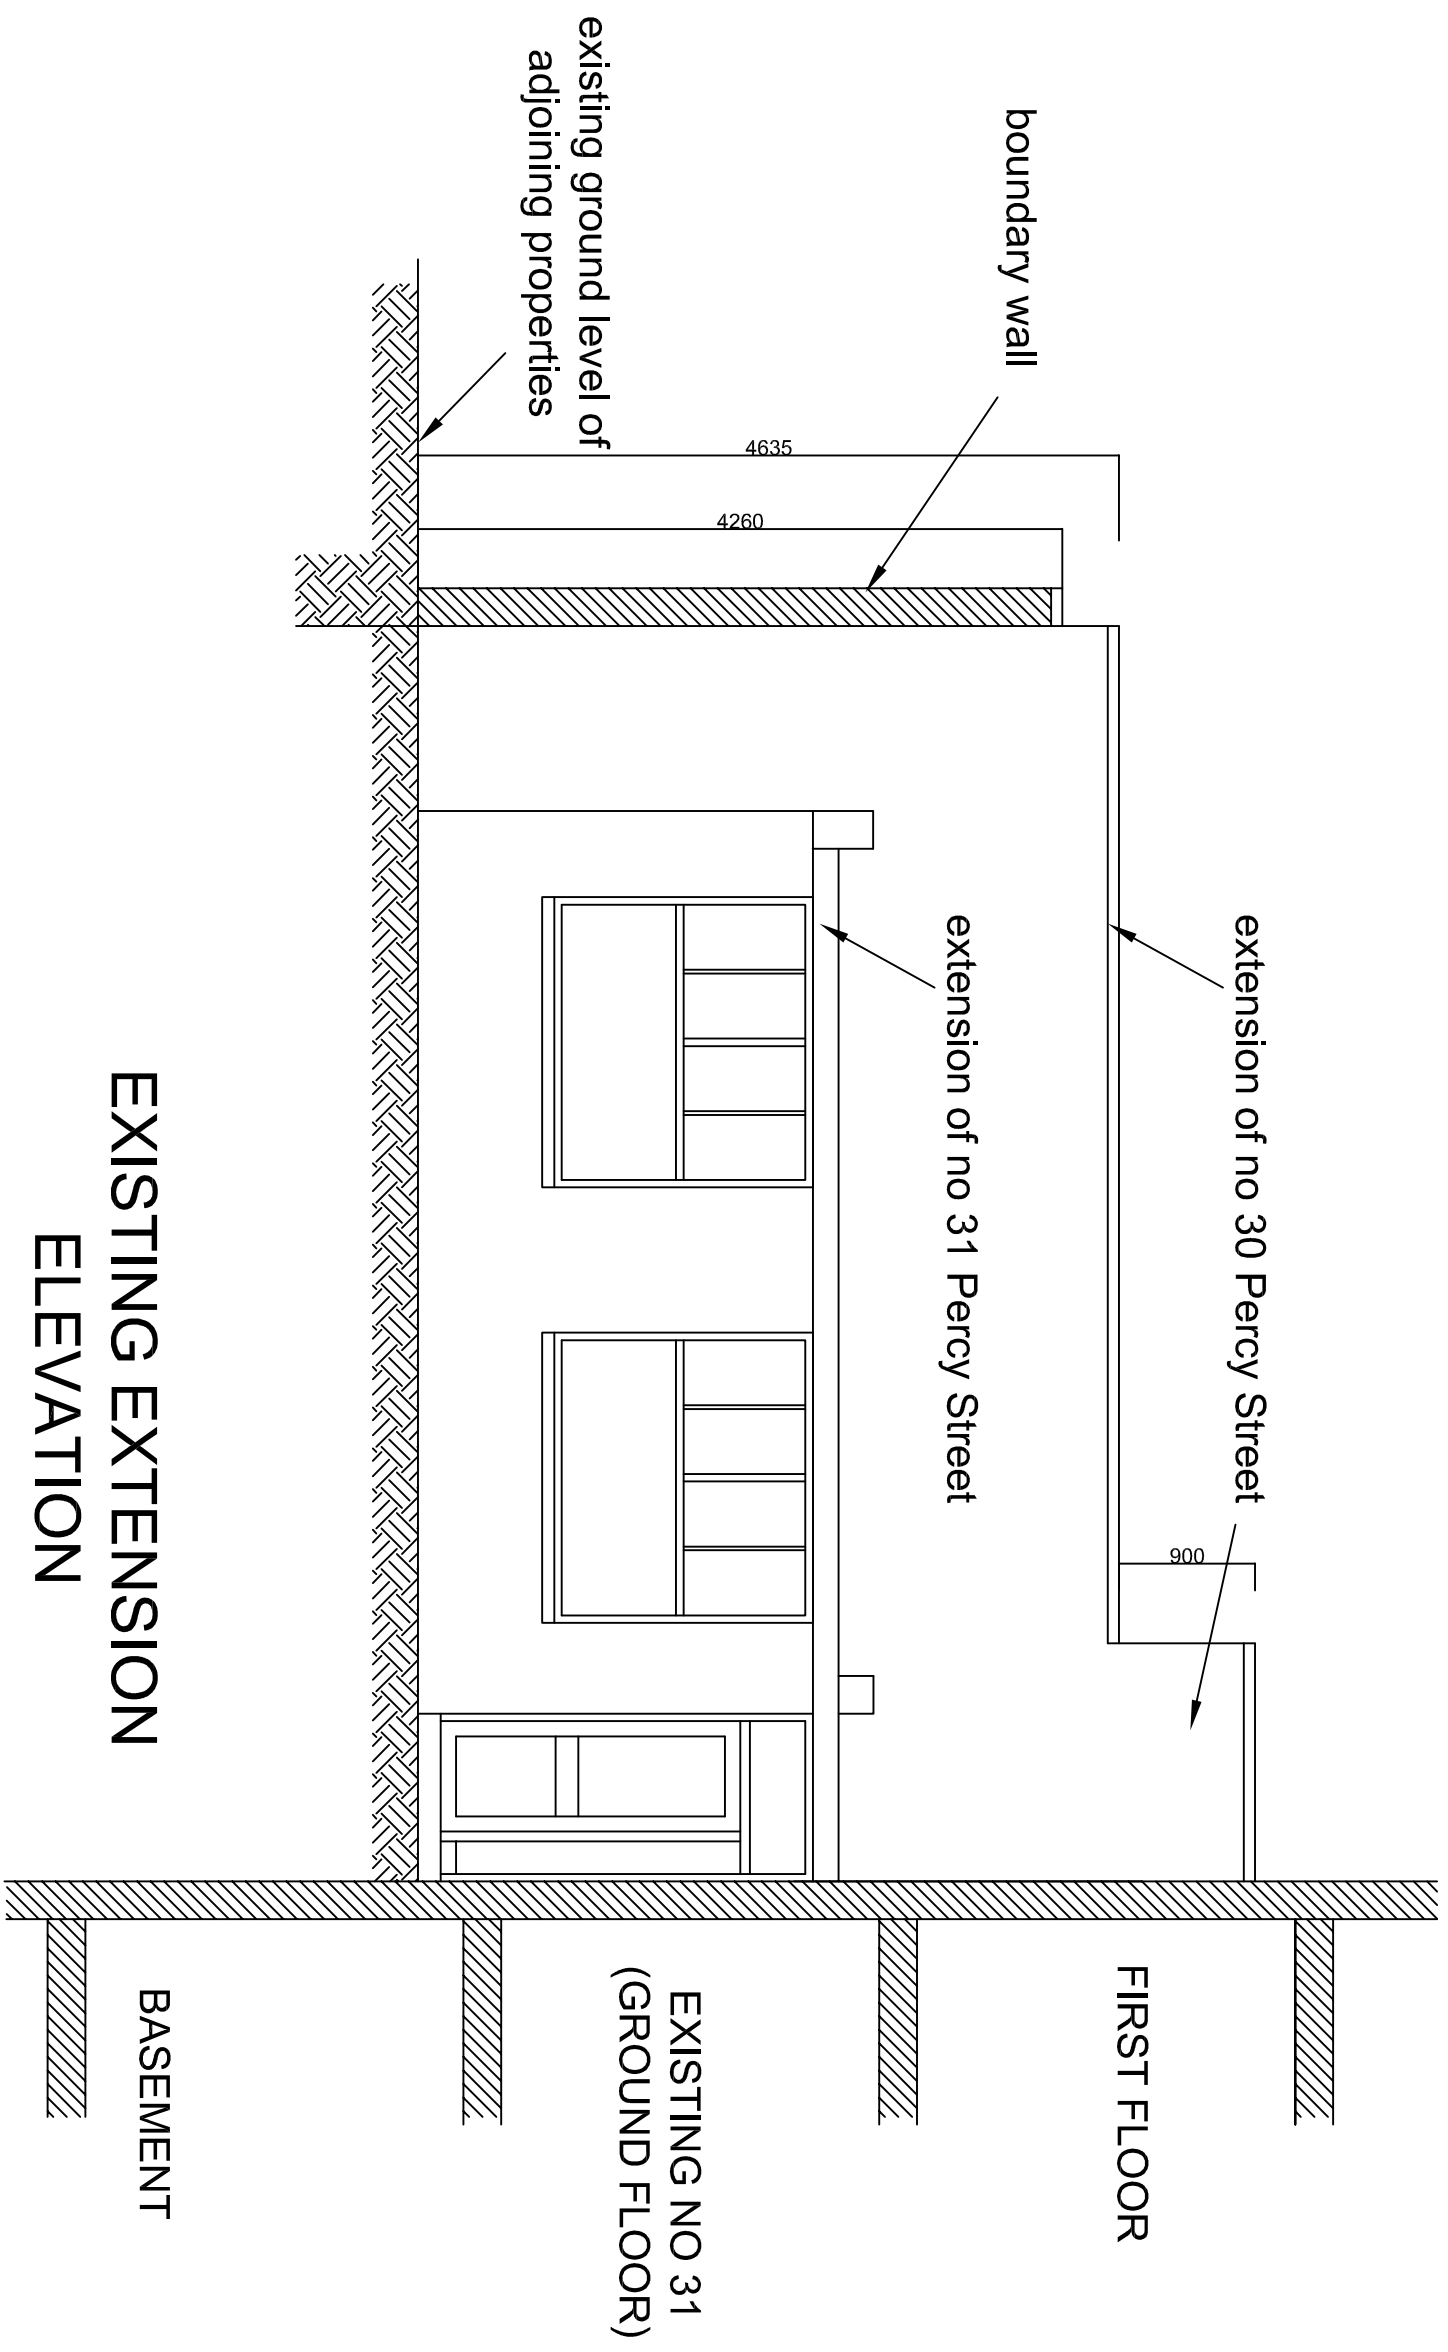 extension of no 30 Percy Street
900
FIRST FLOOR
boundary wall
extension of no 31 Percy Street
4635
4260
EXISTING NO 31
(GROUND FLOOR)
existing ground level of
adjoining properties
BASEMENT
EXISTING EXTENSION
ELEVATION